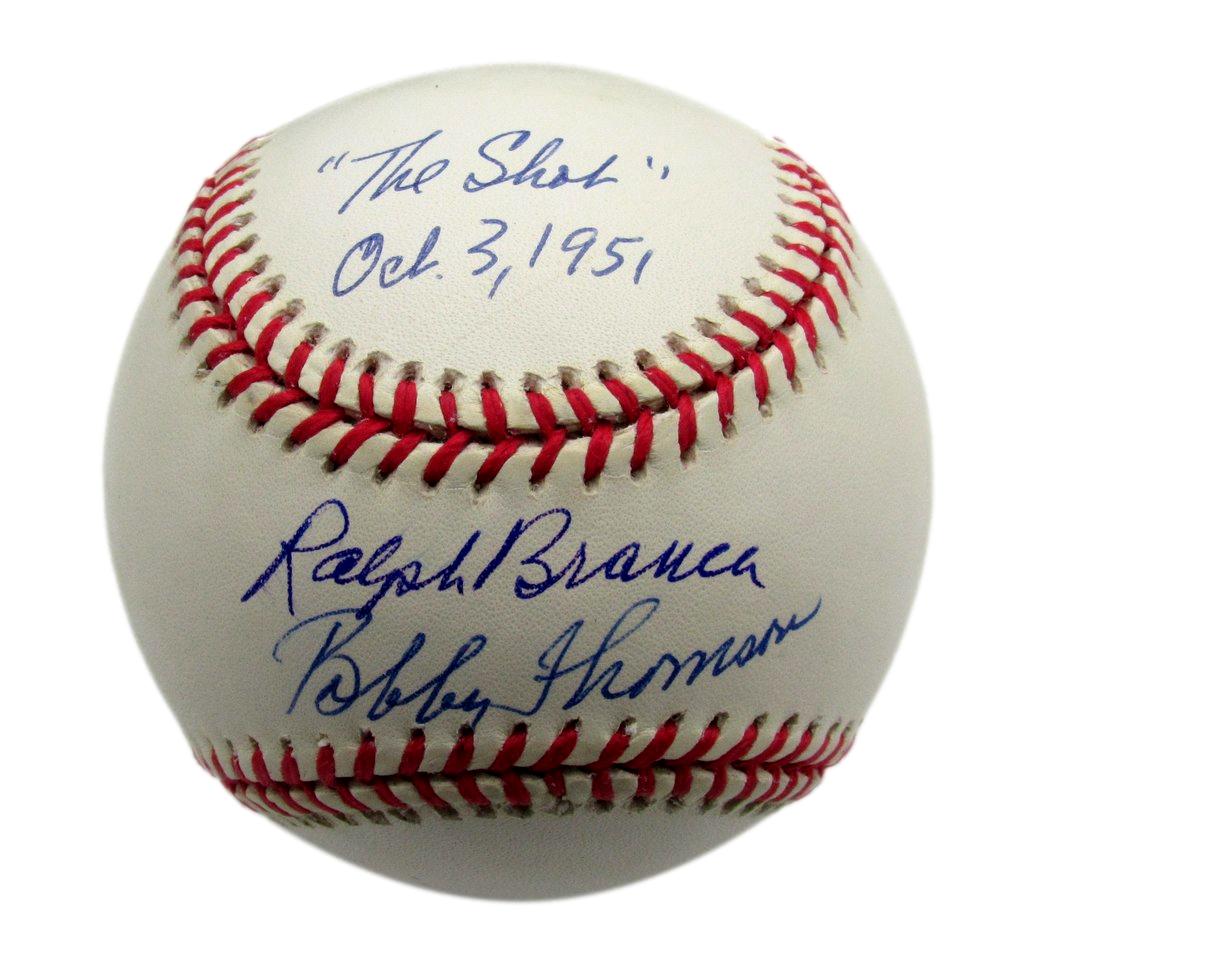 "The Shot"
Oct. 3, 1951
Ralph Branca
Bobby Thomson